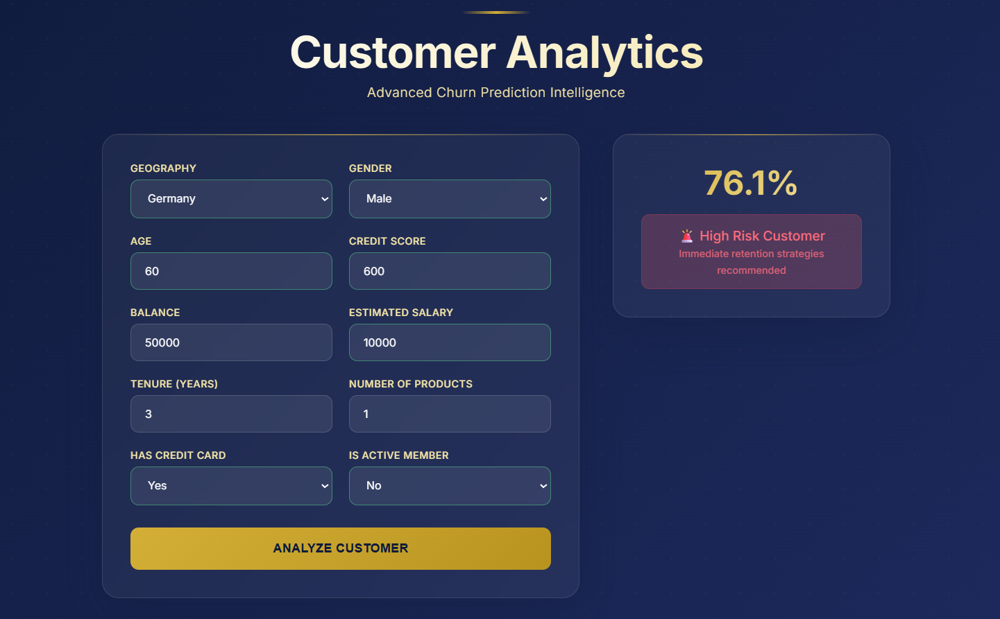 Customer Analytics
Advanced Churn Prediction Intelligence
GEOGRAPHY
Germany
GENDER
Male
AGE
60
CREDIT SCORE
600
BALANCE
50000
ESTIMATED SALARY
10000
TENURE (YEARS)
3
NUMBER OF PRODUCTS
1
HAS CREDIT CARD
Yes
IS ACTIVE MEMBER
No
ANALYZE CUSTOMER
76.1%
🚨 High Risk Customer
Immediate retention strategies
recommended